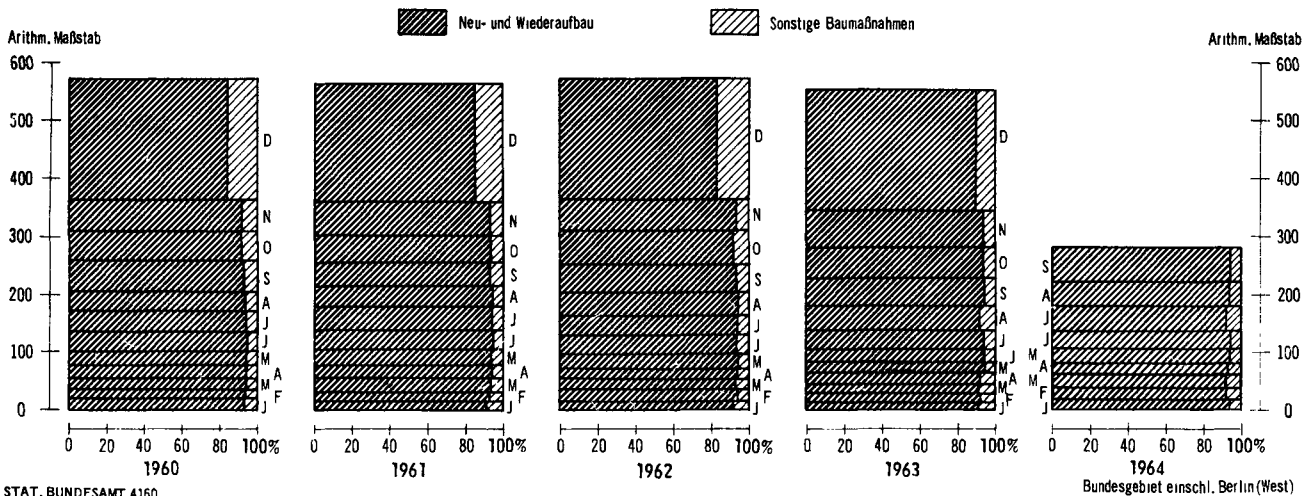 Neu- und Wiederaufbau
Sonstige Baumaßnahmen
Arithm. Maßstab
Arithm. Maßstab
600
500
400
300
200
100
0
D
N
O
S
A
J
J
M
A
M
F
J
0 20 40 60 80 100%
1960
D
N
O
S
A
J
J
M
A
M
F
J
0 20 40 60 80 100%
1961
D
N
O
S
A
J
J
M
A
M
F
J
0 20 40 60 80 100%
1962
D
N
O
S
A
J
J
M
A
M
F
J
0 20 40 60 80 100%
1963
S
A
J
J
M
A
M
F
J
0 20 40 60 80 100%
1964
600
500
400
300
200
100
0
STAT. BUNDESAMT 4160
Bundesgebiet einschl. Berlin (West)